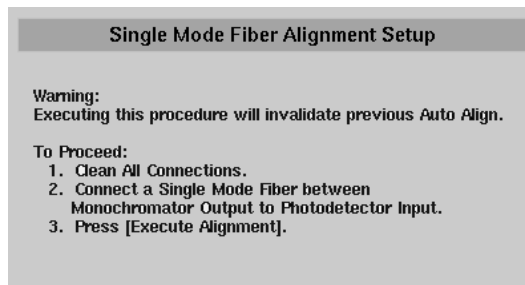 Single Mode Fiber Alignment Setup
Warning:
Executing this procedure will invalidate previous Auto Align.
To Proceed:
1. Clean All Connections.
2. Connect a Single Mode Fiber between
Monochromator Output to Photodetector Input.
3. Press [Execute Alignment].